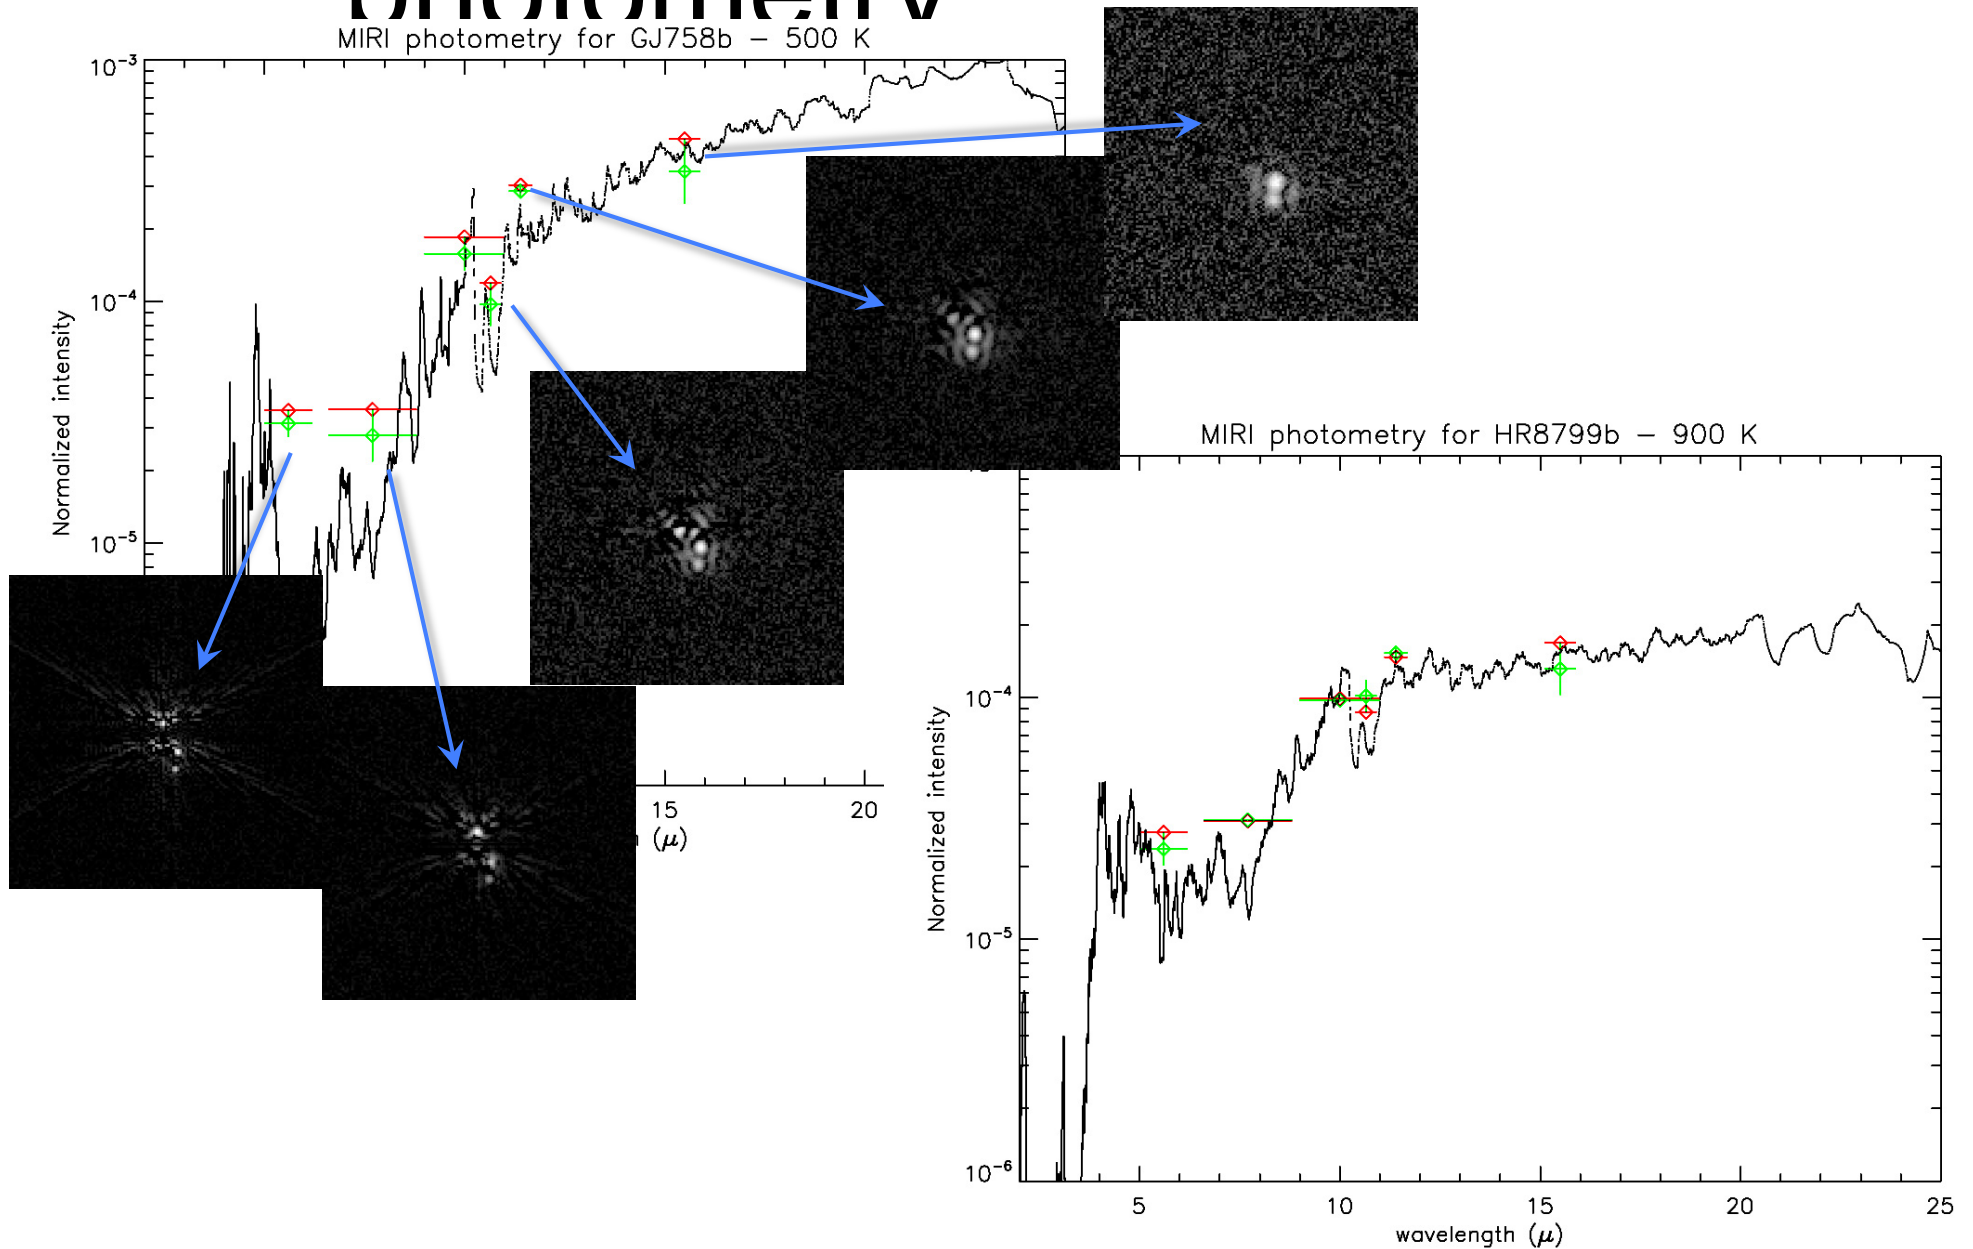 photometry
MIRI photometry for GJ758b – 500 K
10⁻³
10⁻⁴
10⁻⁵
Normalized intensity
15
20
(μ)
MIRI photometry for HR8799b – 900 K
10⁻⁴
10⁻⁵
10⁻⁶
Normalized intensity
5
10
15
20
25
wavelength (μ)